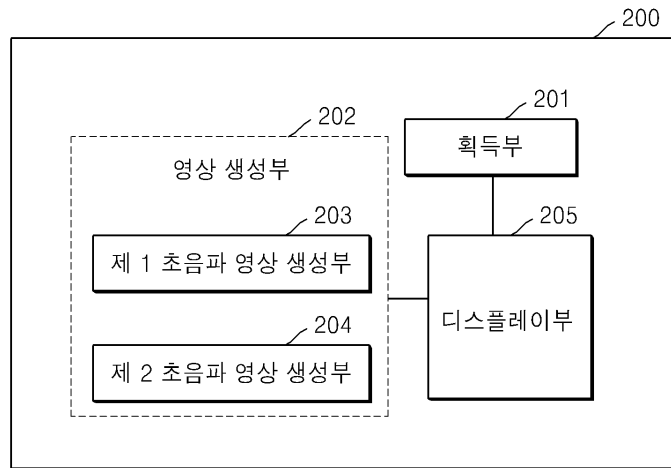 200
202
201
영상 생성부
획득부
203
205
제 1 초음파 영상 생성부
디스플레이부
204
제 2 초음파 영상 생성부